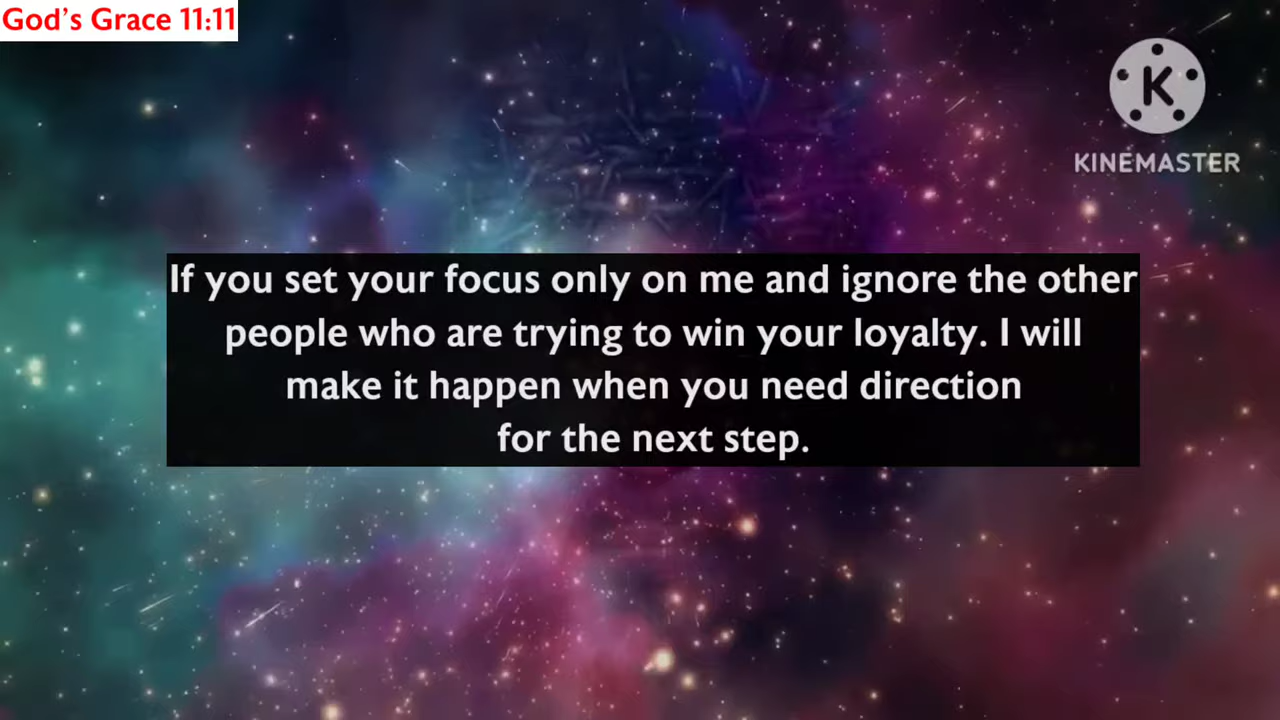 God's Grace 11:11
K
KINEMASTER
If you set your focus only on me and ignore the other
people who are trying to win your loyalty. I will
make it happen when you need direction
for the next step.